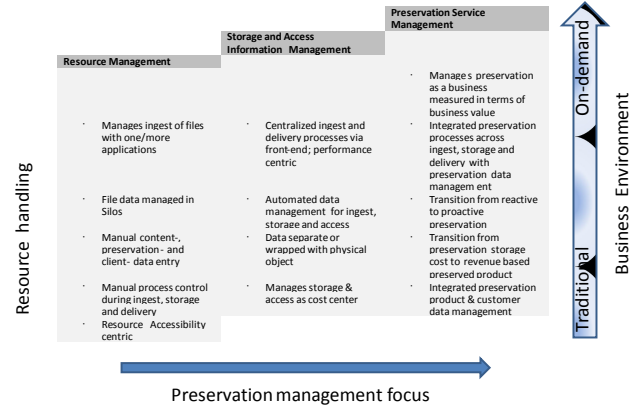 Preservation Service
Management
Storage and Access
Information Management
Resource Management
· Manages ingest of files
with one/more
applications
· File data managed in
Silos
· Manual content-,
preservation- and
client- data entry
· Manual process control
during ingest, storage
and delivery
· Resource Accessibility
centric
· Centralized ingest and
delivery processes via
front-end; performance
centric
· Automated data
management for ingest,
storage and access
· Data separate or
wrapped with physical
object
· Manages storage &
access as cost center
· Manages preservation
as a business
measured in terms of
business value
· Integrated preservation
processes across
ingest, storage and
delivery with
preservation data
managem ent
· Transition from reactive
to proactive
preservation
· Transition from
preservation storage
cost to revenue based
preserved product
· Integrated preservation
product & customer
data management
Resource handling
Traditional
On-demand
Business Environment
Preservation management focus